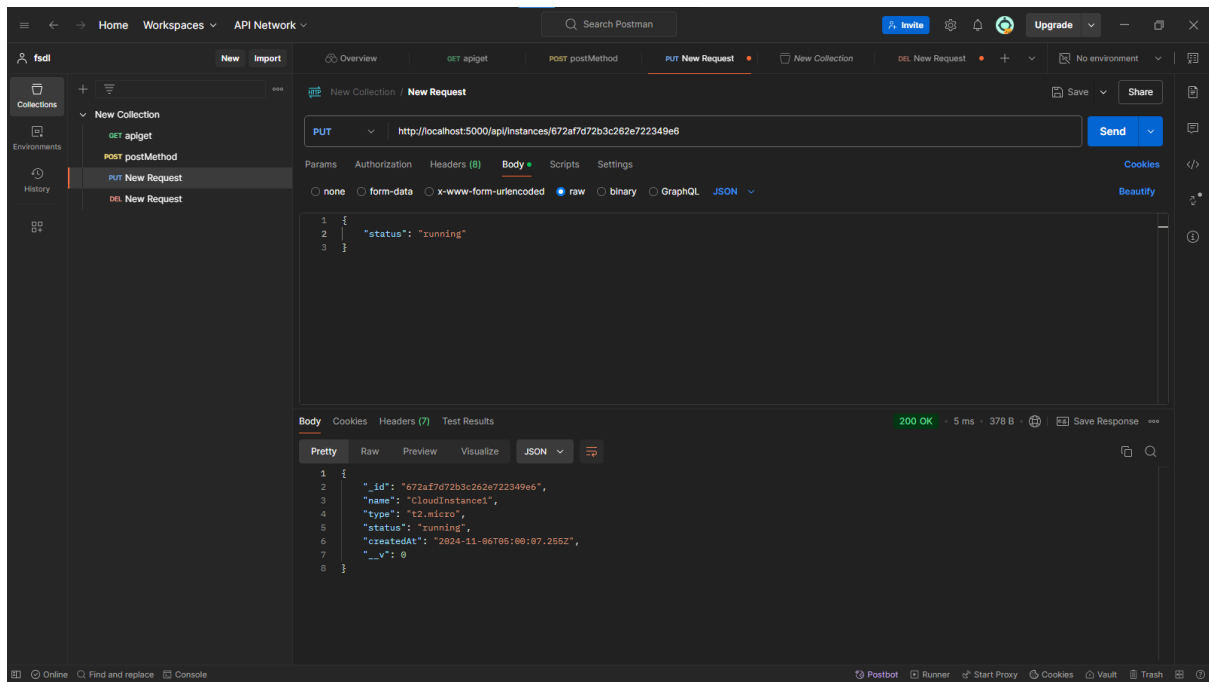 Home Workspaces API Network Search Postman Invite Upgrade
fsdl New Import Overview GET apiget POST postMethod PUT New Request New Collection DEL New Request No environment
Collections
Environments
History
New Collection
GET apiget
POST postMethod
PUT New Request
DEL New Request
HTTP New Collection / New Request Save Share
PUT http://localhost:5000/api/instances/672af7d72b3c262e722349e6 Send
Params Authorization Headers (8) Body Scripts Settings Cookies
none form-data x-www-form-urlencoded raw binary GraphQL JSON Beautify
1 {
2 "status": "running"
3 }
Body Cookies Headers (7) Test Results 200 OK 5 ms 378 B e.g. Save Response
Pretty Raw Preview Visualize JSON
1 {
2 "_id": "672af7d72b3c262e722349e6",
3 "name": "CloudInstance1",
4 "type": "t2.micro",
5 "status": "running",
6 "createdAt": "2024-11-06T05:00:07.255Z",
7 "__v": 0
8 }
Online Find and replace Console Postbot Runner Start Proxy Cookies Vault Trash